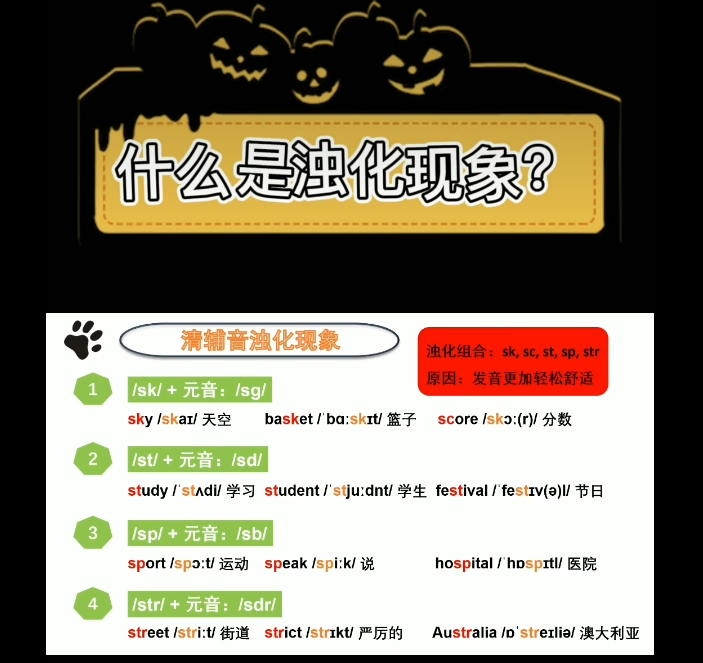 什么是浊化现象?
清辅音浊化现象
浊化组合：sk, sc, st, sp, str
原因：发音更加轻松舒适
1 /sk/ + 元音：/sg/
sky /skaɪ/ 天空 basket /ˈbɑːskɪt/ 篮子 score /skɔː(r)/ 分数
2 /st/ + 元音：/sd/
study /ˈstʌdi/ 学习 student /ˈstjuːdnt/ 学生 festival /ˈfestɪv(ə)l/ 节日
3 /sp/ + 元音：/sb/
sport /spɔːt/ 运动 speak /spiːk/ 说 hospital /ˈhɒspɪtl/ 医院
4 /str/ + 元音：/sdr/
street /striːt/ 街道 strict /strɪkt/ 严厉的 Australia /ɒˈstreɪliə/ 澳大利亚